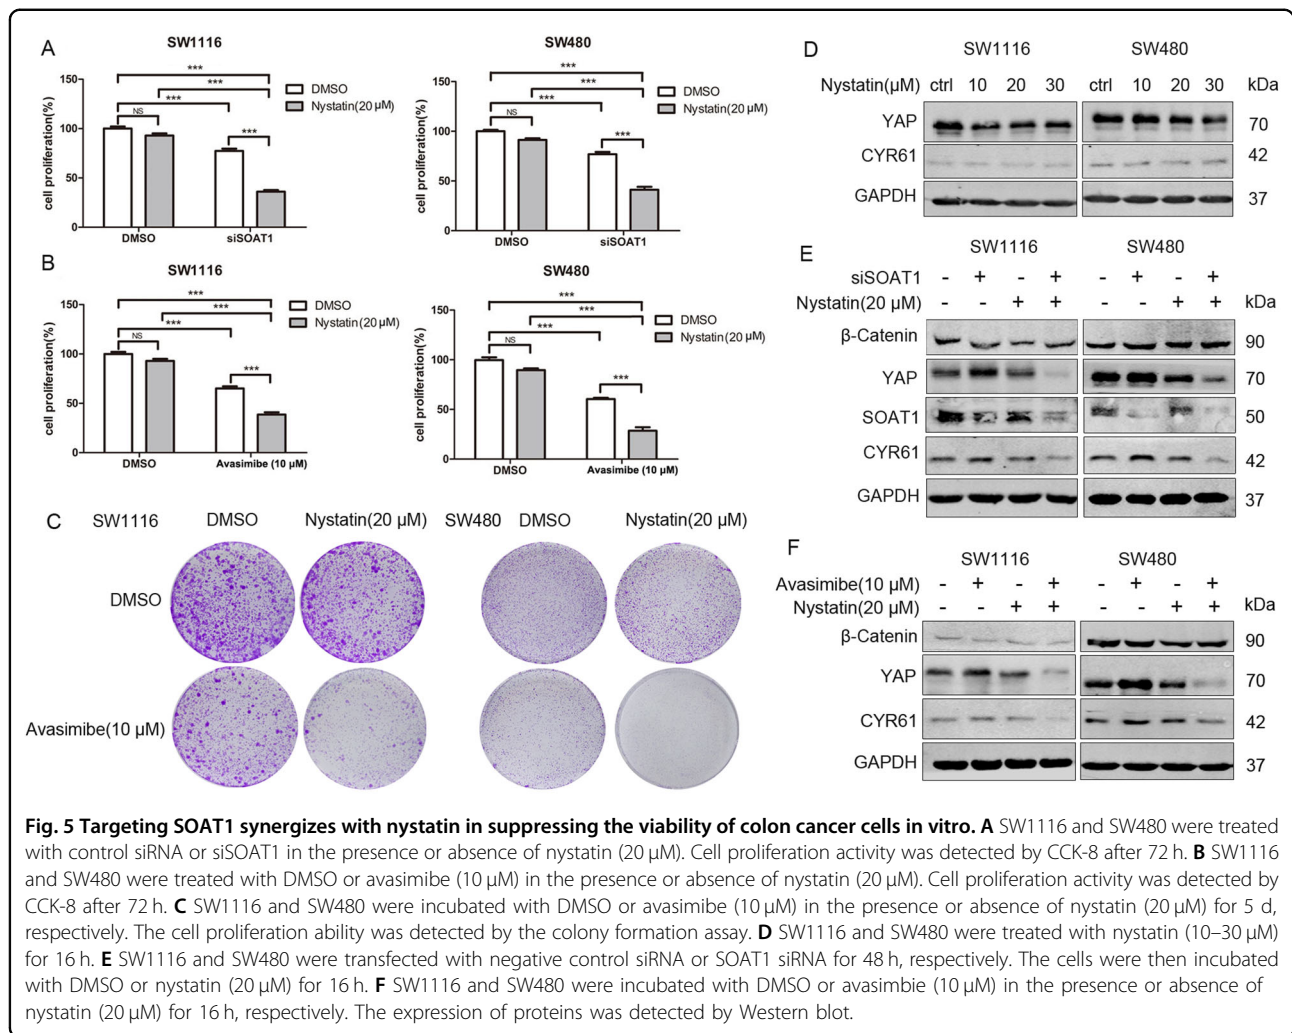 A
SW1116
SW480
150
100
50
0
cell proliferation(%)
***
***
***
NS
***
DMSO
Nystatin(20 μM)
DMSO
siSOAT1
150
100
50
0
cell proliferation(%)
***
***
***
NS
***
DMSO
Nystatin(20 μM)
DMSO
siSOAT1
B
SW1116
SW480
150
100
50
0
cell proliferation(%)
***
***
***
NS
***
DMSO
Nystatin(20 μM)
DMSO
Avasimibe (10 μM)
150
100
50
0
cell proliferation(%)
***
***
***
NS
***
DMSO
Nystatin(20 μM)
DMSO
Avasimibe (10 μM)
C
SW1116 DMSO Nystatin(20 μM) SW480 DMSO Nystatin(20 μM)
DMSO
Avasimibe(10 μM)
D
SW1116 SW480
Nystatin(μM) ctrl 10 20 30 ctrl 10 20 30 kDa
YAP 70
CYR61 42
GAPDH 37
E
SW1116 SW480
siSOAT1 - + - + - + - +
Nystatin(20 μM) - - + + - - + + kDa
β-Catenin 90
YAP 70
SOAT1 50
CYR61 42
GAPDH 37
F
SW1116 SW480
Avasimibe(10 μM) - + - + - + - +
Nystatin(20 μM) - - + + - - + + kDa
β-Catenin 90
YAP 70
CYR61 42
GAPDH 37
Fig. 5 Targeting SOAT1 synergizes with nystatin in suppressing the viability of colon cancer cells in vitro. A SW1116 and SW480 were treated
with control siRNA or siSOAT1 in the presence or absence of nystatin (20 μM). Cell proliferation activity was detected by CCK-8 after 72 h. B SW1116
and SW480 were treated with DMSO or avasimibe (10 μM) in the presence or absence of nystatin (20 μM). Cell proliferation activity was detected by
CCK-8 after 72 h. C SW1116 and SW480 were incubated with DMSO or avasimibe (10 μM) in the presence or absence of nystatin (20 μM) for 5 d,
respectively. The cell proliferation ability was detected by the colony formation assay. D SW1116 and SW480 were treated with nystatin (10–30 μM)
for 16 h. E SW1116 and SW480 were transfected with negative control siRNA or SOAT1 siRNA for 48 h, respectively. The cells were then incubated
with DMSO or nystatin (20 μM) for 16 h. F SW1116 and SW480 were incubated with DMSO or avasimbie (10 μM) in the presence or absence of
nystatin (20 μM) for 16 h, respectively. The expression of proteins was detected by Western blot.